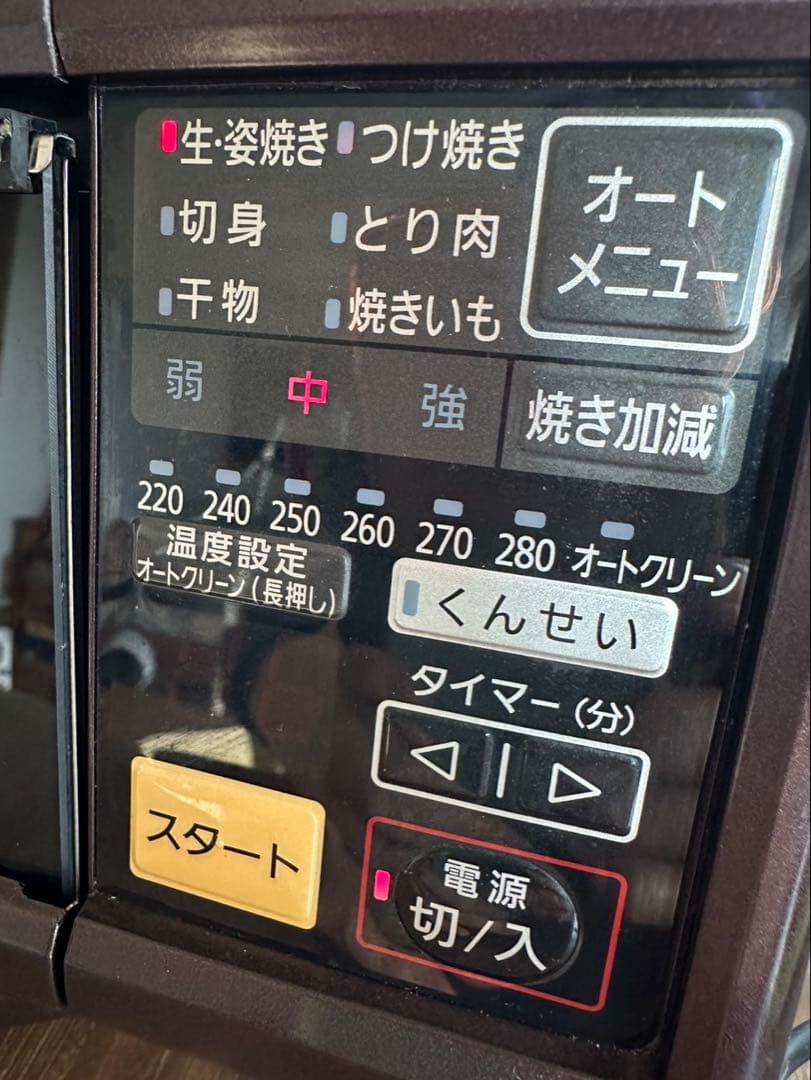 生・姿焼き つけ焼き
切身 とり肉
干物 焼きいも
オート
メニュー
弱 中 強
焼き加減
220 240 250 260 270 280 オートクリーン
温度設定
オートクリーン(長押し)
くんせい
タイマー(分)
スタート
電源
切/入